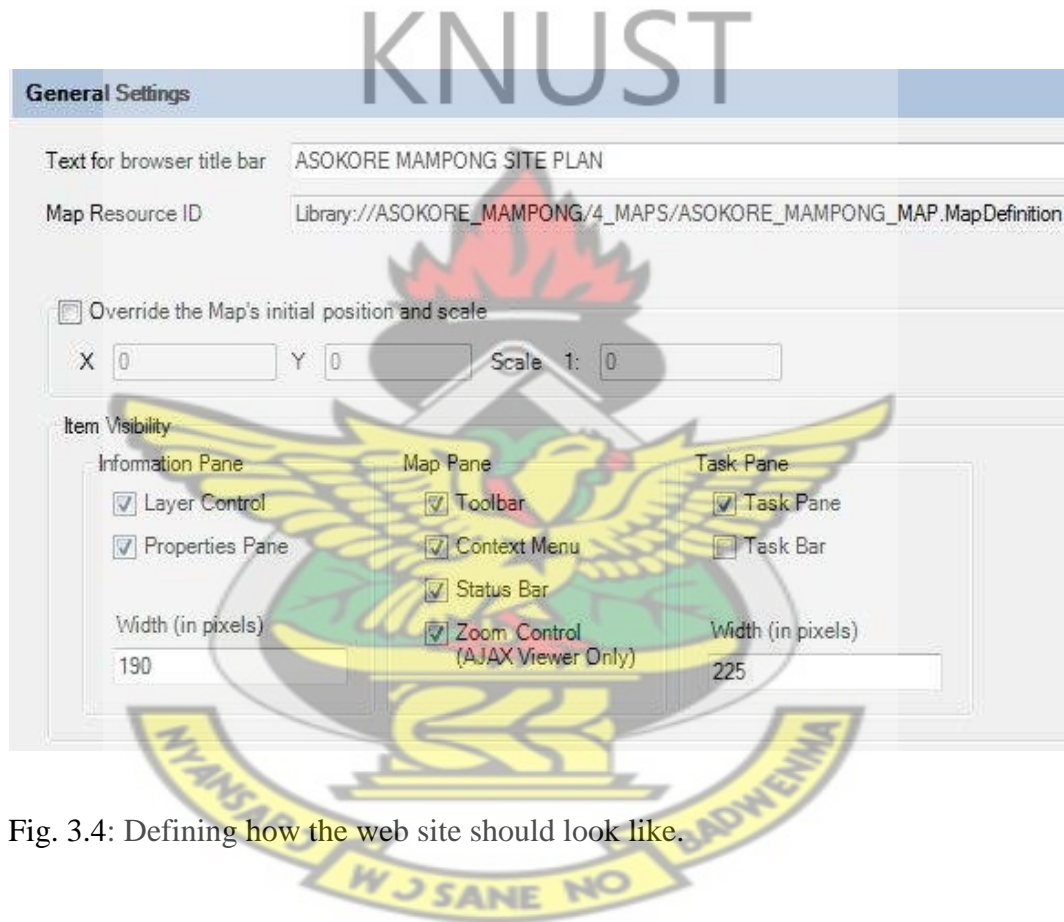 KNUST
General Settings
Text for browser title bar ASOKORE MAMPONG SITE PLAN
Map Resource ID Library://ASOKORE_MAMPONG/4_MAPS/ASOKORE_MAMPONG_MAP.MapDefinition
Override the Map's initial position and scale
X 0 Y 0 Scale 1: 0
Item Visibility
Information Pane Map Pane Task Pane
Layer Control Toolbar Task Pane
Properties Pane Context Menu Task Bar
Status Bar
Width (in pixels) Zoom Control Width (in pixels)
190 (AJAX Viewer Only) 225
Fig. 3.4: Defining how the web site should look like.
NYANSAPO W J SANE NO BADWENMA